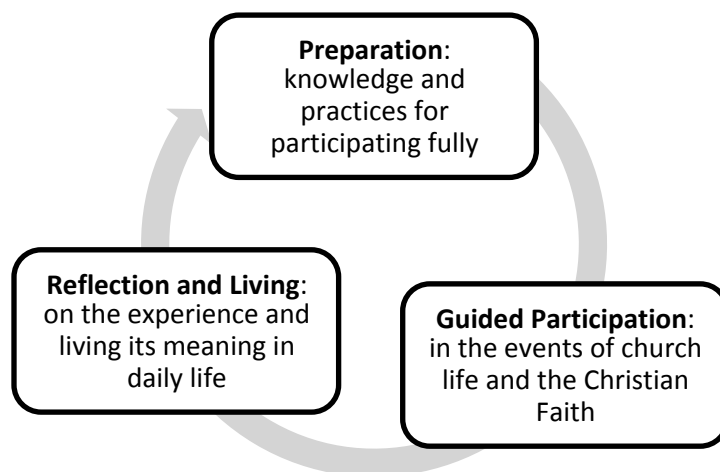 Preparation:
knowledge and
practices for
participating fully
Guided Participation:
in the events of church
life and the Christian
Faith
Reflection and Living:
on the experience and
living its meaning in
daily life